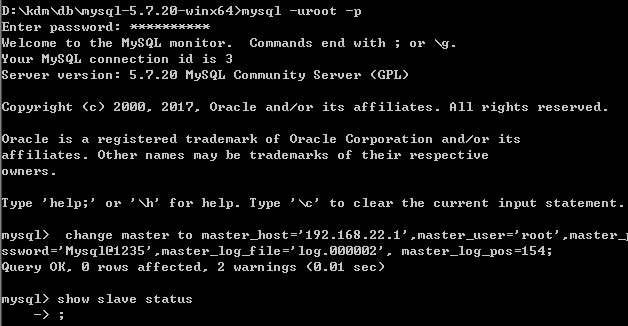 D:\kdm\db\mysql-5.7.20-winx64>mysql -uroot -p
Enter password: **********
Welcome to the MySQL monitor.  Commands end with ; or \g.
Your MySQL connection id is 3
Server version: 5.7.20 MySQL Community Server (GPL)
Copyright (c) 2000, 2017, Oracle and/or its affiliates. All rights reserved.
Oracle is a registered trademark of Oracle Corporation and/or its
affiliates. Other names may be trademarks of their respective
owners.
Type 'help;' or '\h' for help. Type '\c' to clear the current input statement.
mysql>  change master to master_host='192.168.22.1',master_user='root',master_p
ssword='Mysql@1235',master_log_file='log.000002', master_log_pos=154;
Query OK, 0 rows affected, 2 warnings (0.01 sec)
mysql> show slave status
    -> ;